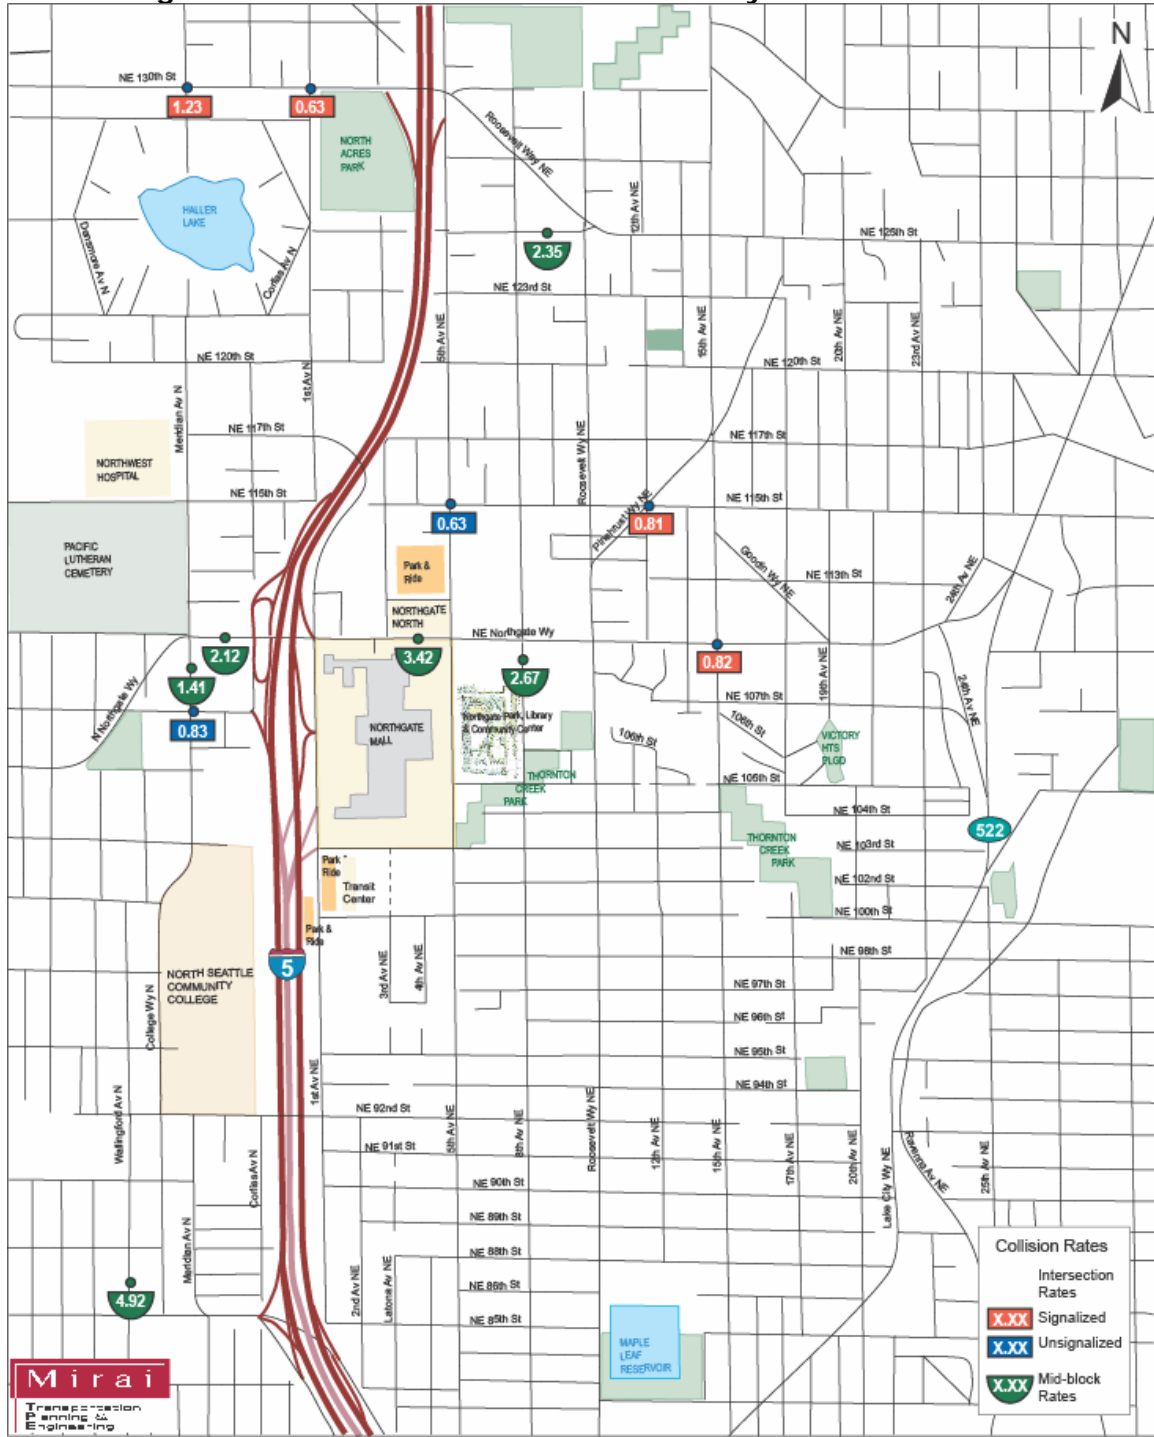 N
NE 130th St
1.23
0.63
NORTH
ACRES
PARK
Roosevelt Way NE
HALLER
LAKE
12th Av NE
Densmore Av N
Corliss Av N
2.35
NE 125th St
NE 123rd St
5th Av NE
15th Av NE
20th Av NE
23rd Av NE
NE 120th St
NE 120th St
1st Av N
Meridian Av N
NE 117th St
NE 117th St
Roosevelt Wy NE
NORTHWEST
HOSPITAL
NE 115th St
NE 115th St
0.63
0.81
Pinehurst Wy NE
PACIFIC
LUTHERAN
CEMETERY
Park &
Ride
Goodin Wy NE
NE 113th St
24th Av NE
NORTHGATE
NORTH
NE Northgate Wy
2.12
3.42
2.67
0.82
1.41
0.83
N Northgate Wy
19th Av NE
NE 107th St
24th Av NE
Northgate Park, Library
& Community Center
NORTHGATE
MALL
106th St
106th St
VICTORY
HTS
PLGD
THORNTON
CREEK
PARK
NE 105th St
NE 104th St
522
THORNTON
CREEK
PARK
NE 103rd St
Park
Ride
Transit
Center
NE 102nd St
NE 100th St
Park &
Ride
5
NE 98th St
3rd Av NE
4th Av NE
NORTH SEATTLE
COMMUNITY
COLLEGE
NE 97th St
College Wy N
NE 96th St
NE 95th St
1st Av NE
NE 94th St
Wallingford Av N
NE 92nd St
5th Av NE
8th Av NE
Roosevelt Wy NE
12th Av NE
15th Av NE
17th Av NE
20th Av NE
Lake City Wy NE
Ravenna Av NE
25th Av NE
NE 91st St
Corliss Av N
NE 90th St
NE 89th St
Meridian Av N
NE 88th St
2nd Av NE
Latona Av NE
NE 86th St
4.92
NE 85th St
MAPLE
LEAF
RESERVOIR
Collision Rates
Intersection
Rates
X.XX Signalized
X.XX Unsignalized
X.XX Mid-block
Rates
Mirai
Transportation
Planning &
Engineering